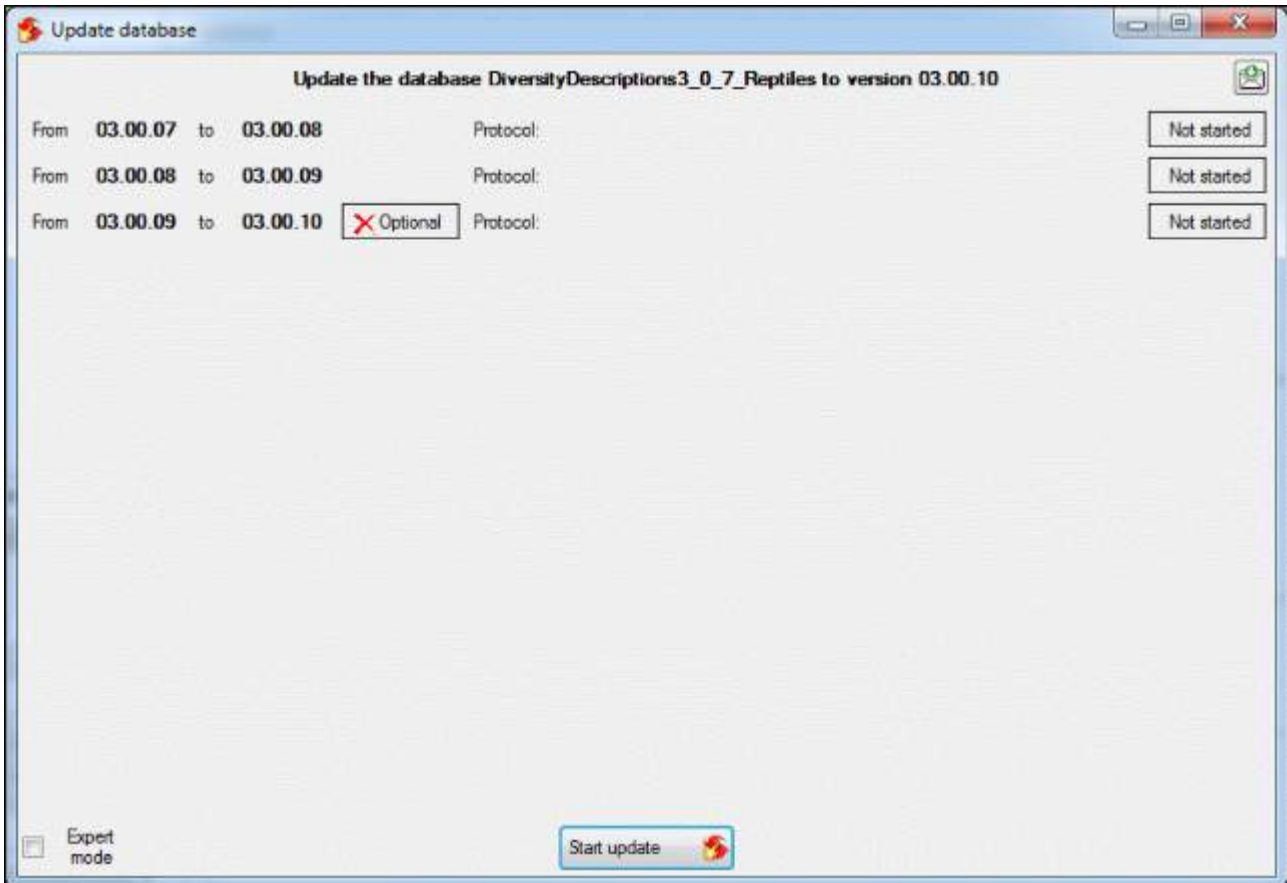 Update database
Update the database DiversityDescriptions3_0_7_Reptiles to version 03.00.10
From 03.00.07 to 03.00.08 Protocol: Not started
From 03.00.08 to 03.00.09 Protocol: Not started
From 03.00.09 to 03.00.10 Optional Protocol: Not started
Expert
mode
Start update